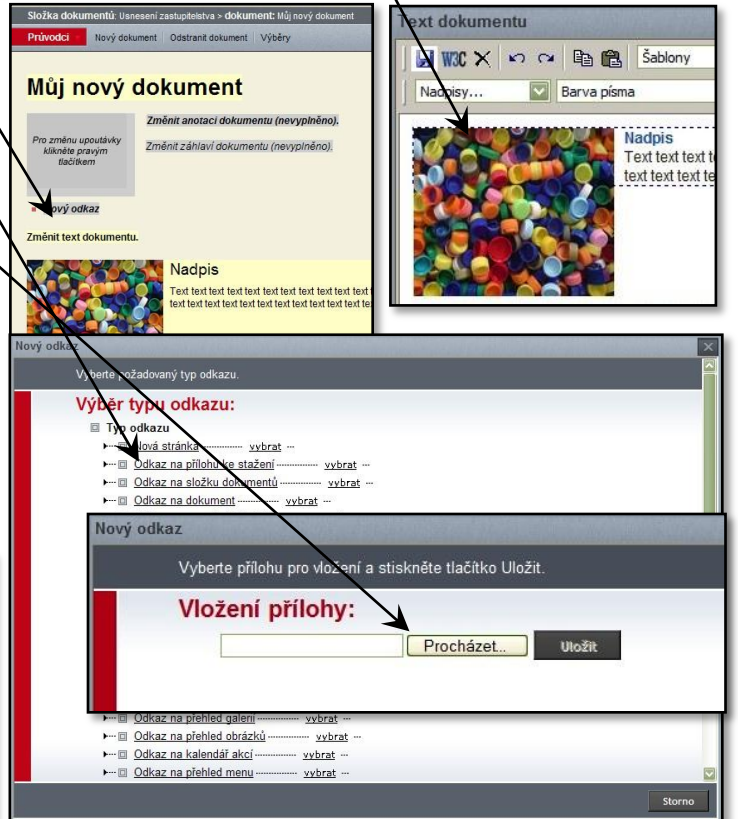 Složka dokumentů: Usnesení zastupitelstva > dokument: Můj nový dokument
Průvodci Nový dokument Odstranit dokument Výběry
Můj nový dokument
Pro změnu upoutávky
klikněte pravým
tlačítkem
Změnit anotaci dokumentu (nevyplněno).
Změnit záhlaví dokumentu (nevyplněno).
Nový odkaz
Změnit text dokumentu.
Nadpis
Text text text text text text text text text text text
text text text text text text text text text text te
Text dokumentu
W3C Šablony
Nadpisy... Barva písma
Nadpis
Text text text t
text text text te
Nový odkaz
Vyberte požadovaný typ odkazu.
Výběr typu odkazu:
Typ odkazu
Nová stránka vybrat
Odkaz na přílohu ke stažení vybrat
Odkaz na složku dokumentů vybrat
Odkaz na dokument vybrat
Nový odkaz
Vyberte přílohu pro vložení a stiskněte tlačítko Uložit.
Vložení přílohy:
Procházet... Uložit
Odkaz na přehled galerií vybrat
Odkaz na přehled obrázků vybrat
Odkaz na kalendář akcí vybrat
Odkaz na přehled menu vybrat
Storno